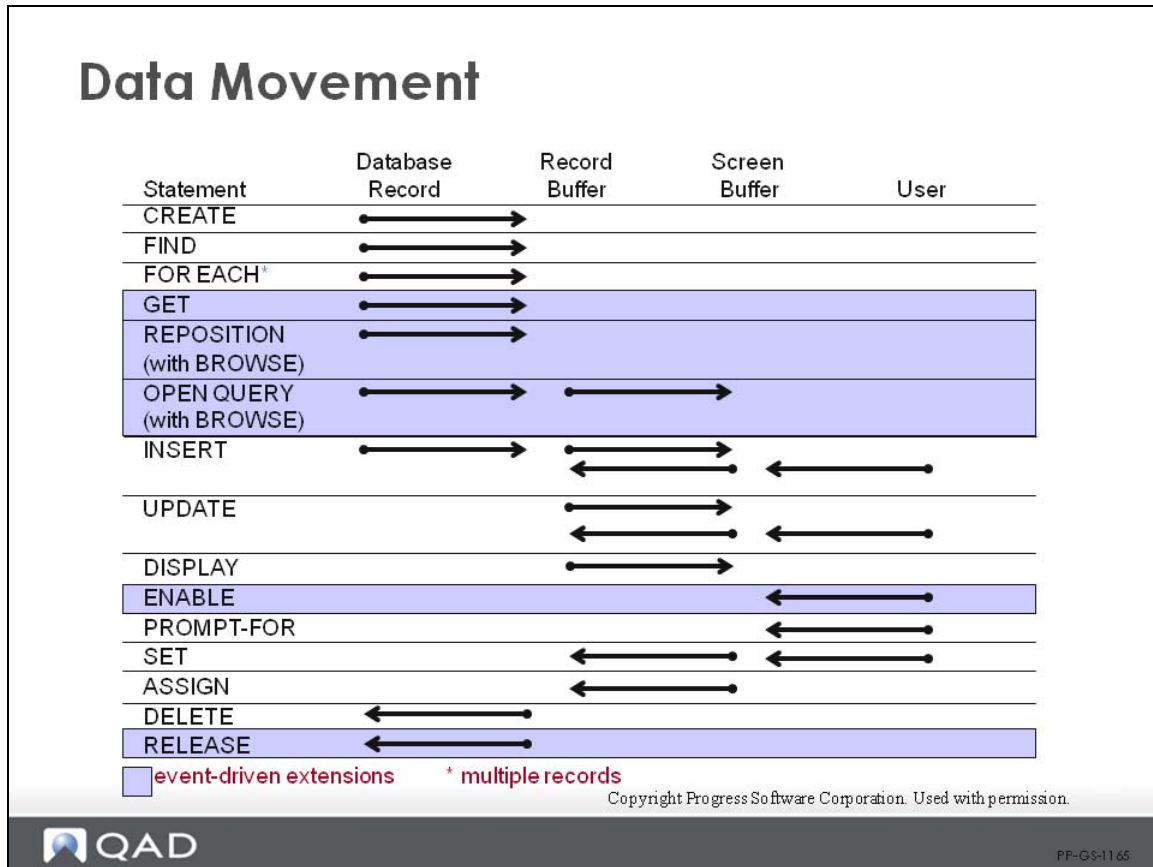 Data Movement
Database Record Screen
Statement Record Buffer Buffer User
CREATE
FIND
FOR EACH*
GET
REPOSITION
(with BROWSE)
OPEN QUERY
(with BROWSE)
INSERT
UPDATE
DISPLAY
ENABLE
PROMPT-FOR
SET
ASSIGN
DELETE
RELEASE
event-driven extensions * multiple records
Copyright Progress Software Corporation. Used with permission.
QAD
PP-GS-1165